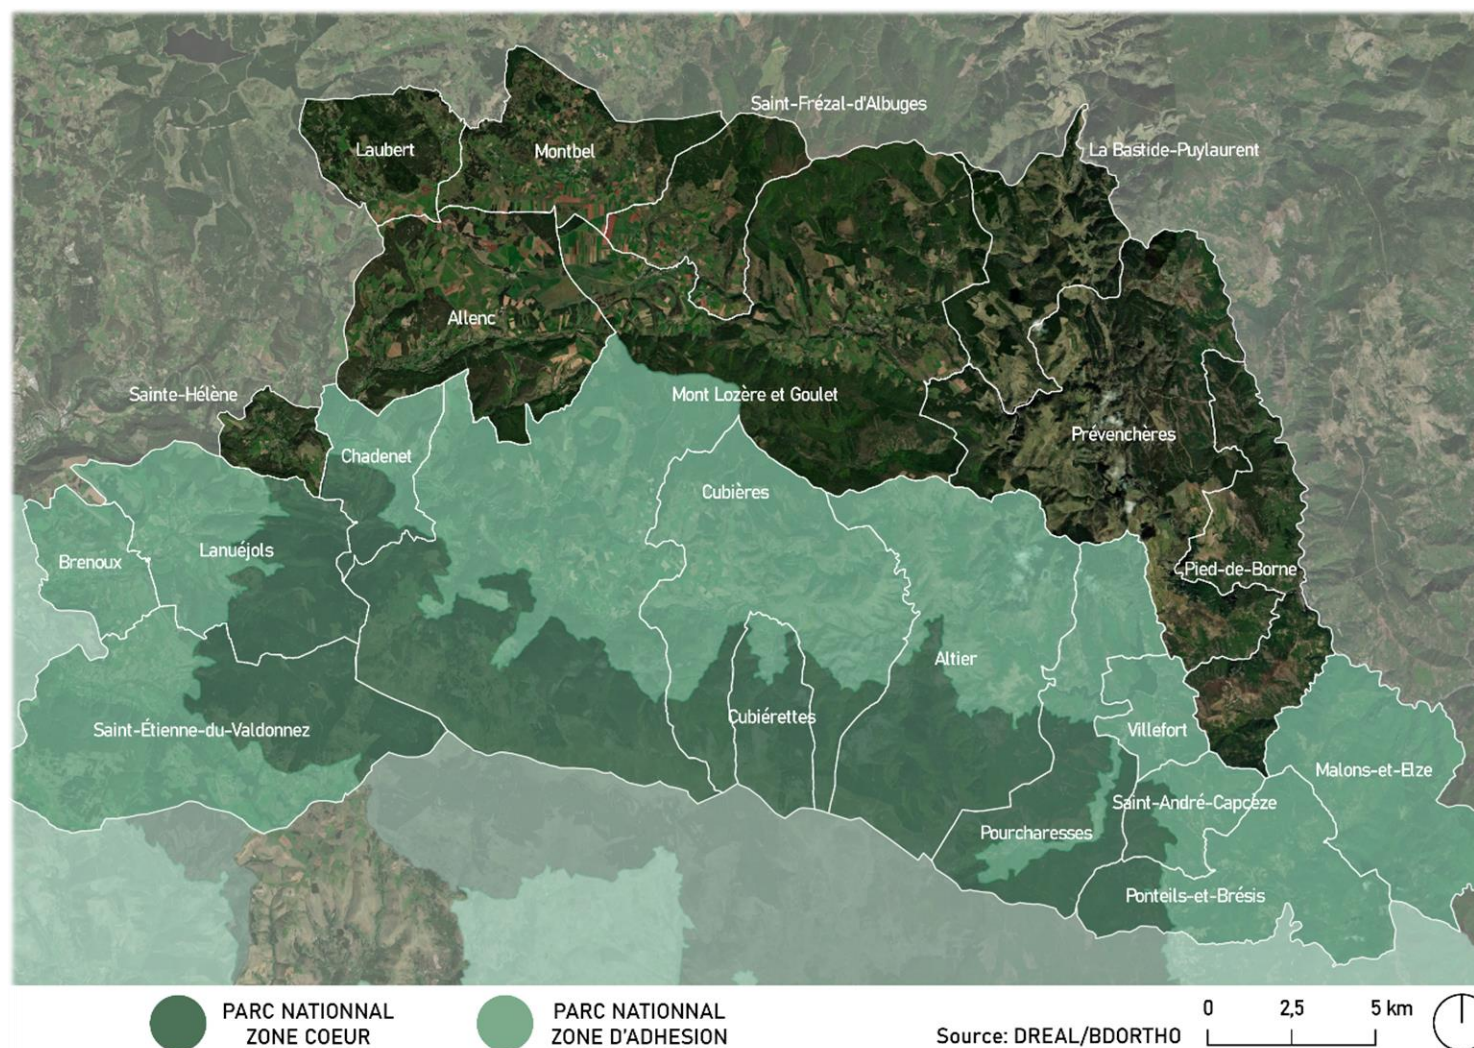 Saint-Frézal-d'Albuges
Laubert
Montbel
La Bastide-Puylaurent
Allenc
Sainte-Hélène
Mont Lozère et Goulet
Prévenchères
Chadenet
Cubières
Lanuéjols
Brenoux
Pied-de-Borne
Altier
Cubiérettes
Saint-Étienne-du-Valdonnez
Villefort
Malons-et-Elze
Saint-André-Capcèze
Pourcharesses
Ponteils-et-Brésis
PARC NATIONNAL
ZONE COEUR
PARC NATIONNAL
ZONE D'ADHESION
Source: DREAL/BDORTHO
0 2,5 5 km